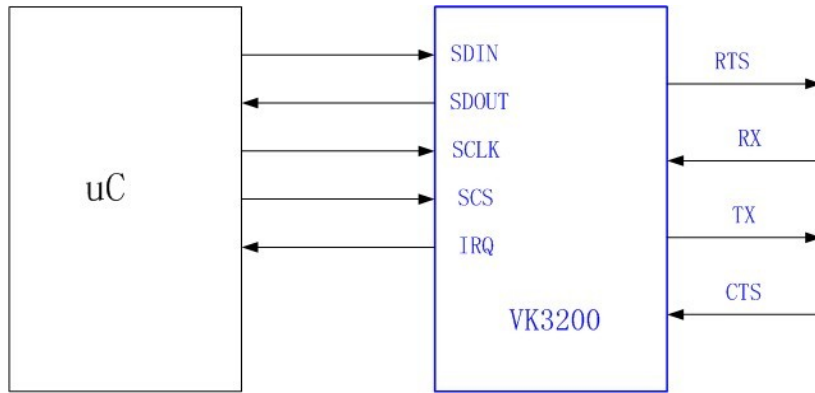 uC
SDIN
SDOUT
SCLK
SCS
IRQ
VK3200
RTS
RX
TX
CTS